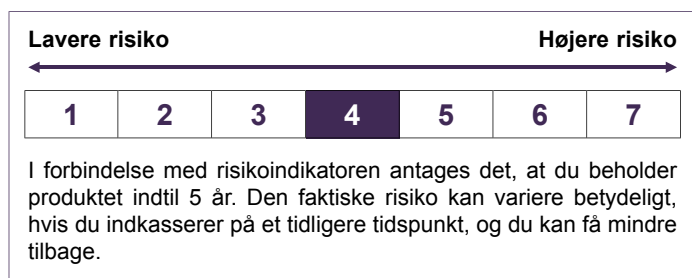 Lavere risiko Højere risiko
1 2 3 4 5 6 7
I forbindelse med risikoindikatoren antages det, at du beholder
produktet indtil 5 år. Den faktiske risiko kan variere betydeligt,
hvis du indkasserer på et tidligere tidspunkt, og du kan få mindre
tilbage.